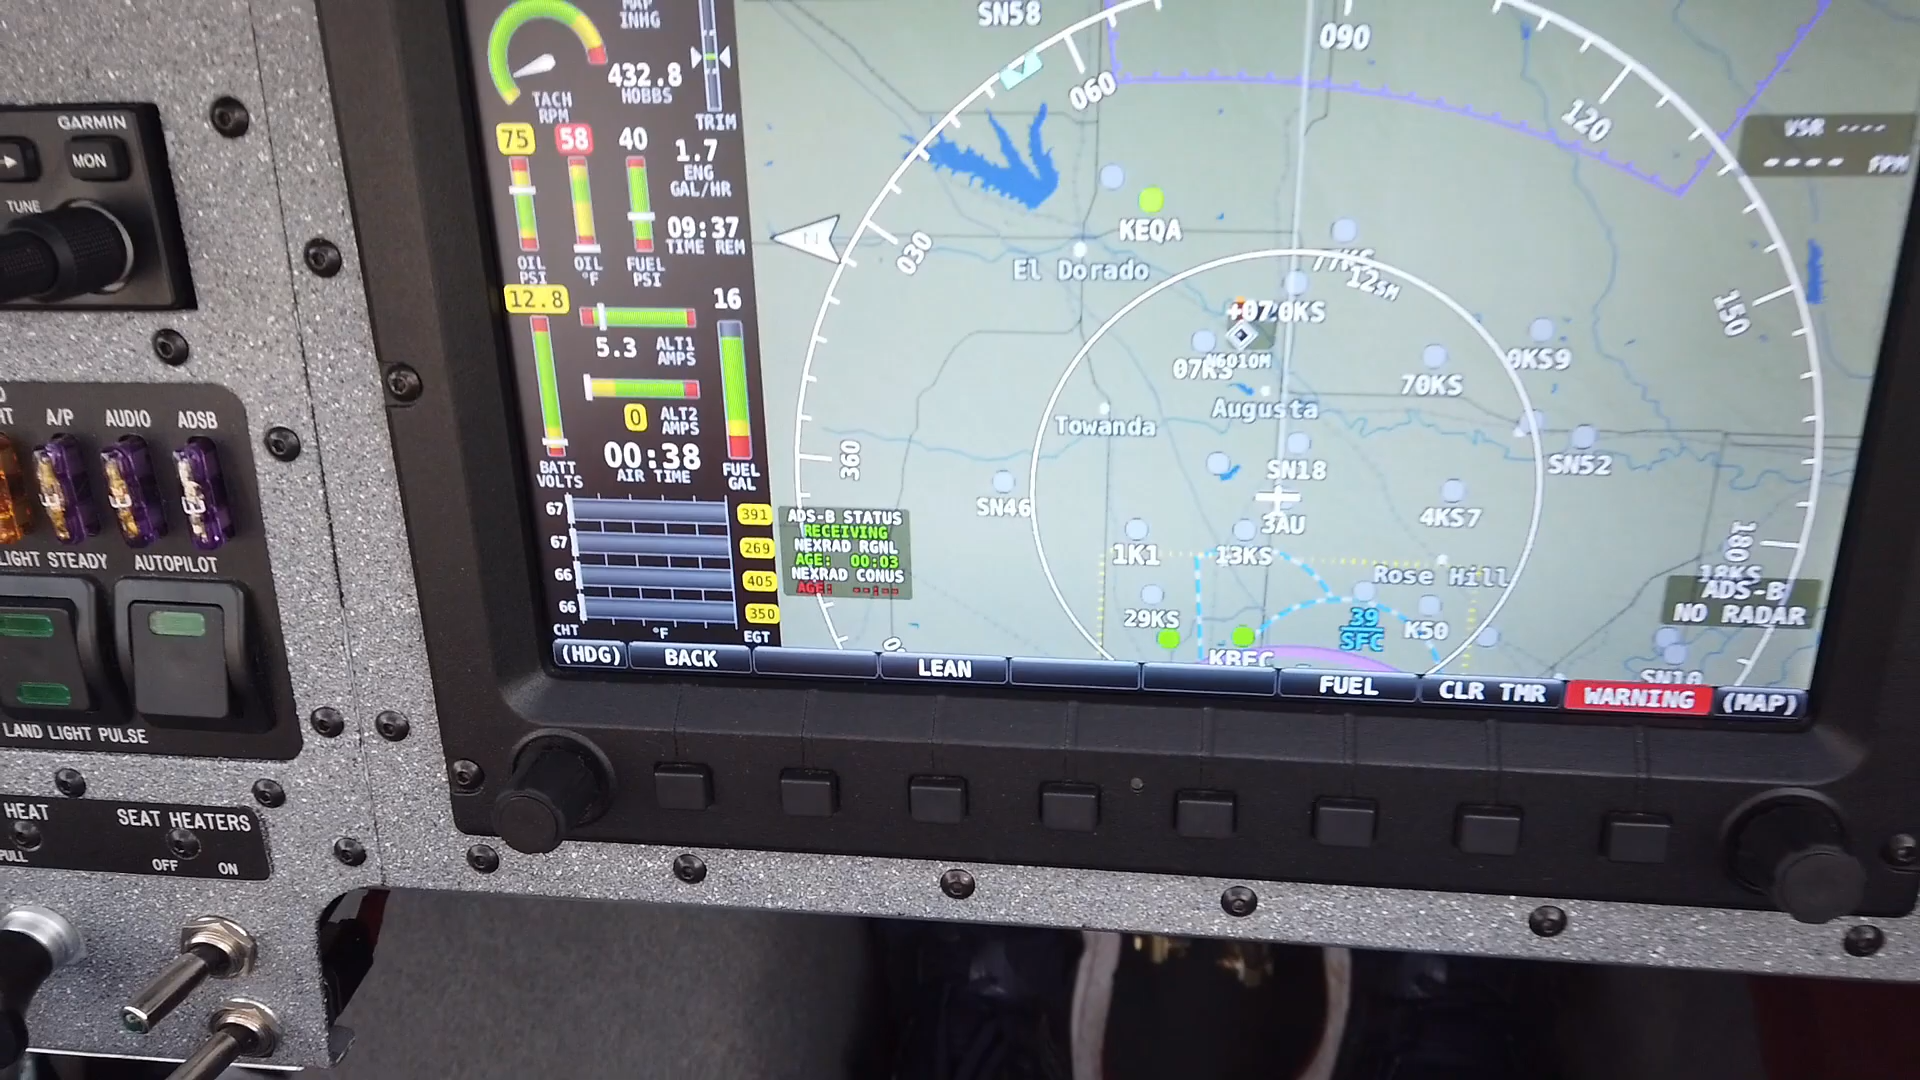 GARMIN
MON
TUNE
A/P
AUDIO
ADSB
LIGHT STEADY
AUTOPILOT
LAND LIGHT PULSE
HEAT
PULL
SEAT HEATERS
OFF
ON
INHG
432.8
HOBBS
TACH
RPM
TRIM
75
58
40
1.7
ENG
GAL/HR
09:37
TIME REM
OIL
PSI
OIL
°F
FUEL
PSI
12.8
16
5.3
ALT1
AMPS
0
ALT2
AMPS
00:38
AIR TIME
BATT
VOLTS
FUEL
GAL
67
391
67
269
66
405
66
350
CHT
°F
EGT
SN58
060
090
120
150
180
030
360
VSR ----
---- FPM
KEQA
El Dorado
12SM
+07
07KS
N6010M
70KS
0KS9
Augusta
Towanda
SN18
SN52
SN46
3AU
4KS7
1K1
13KS
Rose Hill
18KS
29KS
39
SFC
K50
KBEC
SN10
ADS-B STATUS
RECEIVING
NEXRAD RGNL
AGE: 00:03
NEXRAD CONUS
AGE: --:--
ADS-B
NO RADAR
(HDG)
BACK
LEAN
FUEL
CLR TMR
WARNING
(MAP)